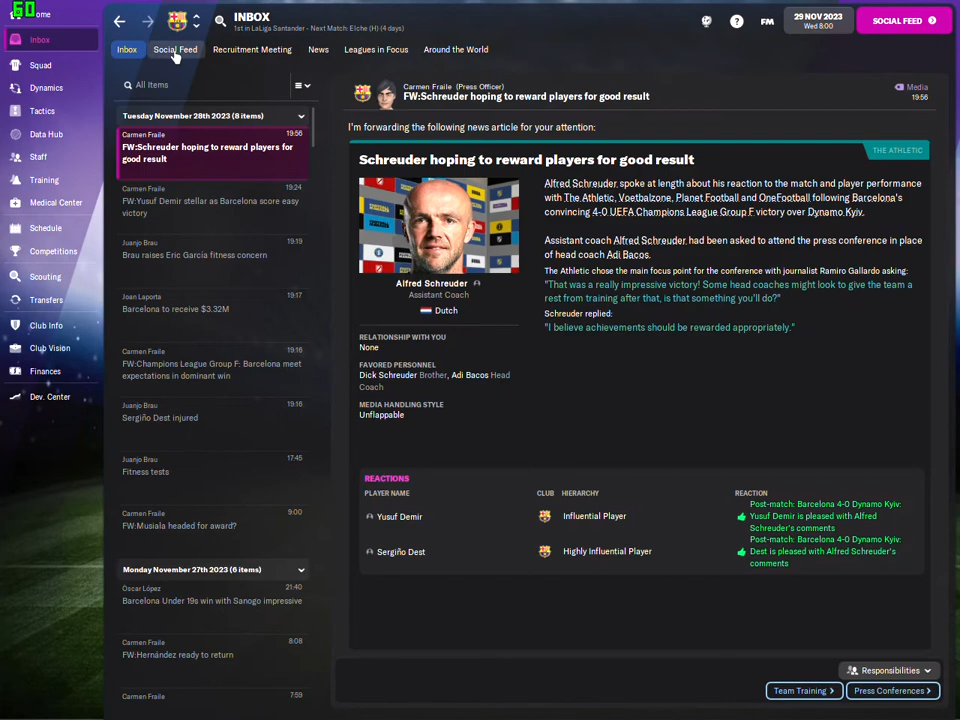 60
Home
Inbox
Squad
Dynamics
Tactics
Data Hub
Staff
Training
Medical Center
Schedule
Competitions
Scouting
Transfers
Club Info
Club Vision
Finances
Dev. Center
INBOX
1st in LaLiga Santander - Next Match: Elche (H) (4 days)
FM
29 NOV 2023
Wed 8:00
SOCIAL FEED
Inbox
Social Feed
Recruitment Meeting
News
Leagues in Focus
Around the World
All Items
Tuesday November 28th 2023 (8 items)
Carmen Fraile 19:56
FW:Schreuder hoping to reward players for
good result
Carmen Fraile 19:24
FW:Yusuf Demir stellar as Barcelona score easy
victory
Juanjo Brau 19:19
Brau raises Eric García fitness concern
Joan Laporta 19:17
Barcelona to receive $3.32M
Carmen Fraile 19:16
FW:Champions League Group F: Barcelona meet
expectations in dominant win
Juanjo Brau 19:16
Sergiño Dest injured
Juanjo Brau 17:45
Fitness tests
Carmen Fraile 9:00
FW:Musiala headed for award?
Monday November 27th 2023 (6 items)
Òscar López 21:40
Barcelona Under 19s win with Sanogo impressive
Carmen Fraile 8:08
FW:Hernández ready to return
Carmen Fraile 7:59
Carmen Fraile (Press Officer)
FW:Schreuder hoping to reward players for good result
Media
19:56
I'm forwarding the following news article for your attention:
THE ATHLETIC
Schreuder hoping to reward players for good result
Alfred Schreuder
Assistant Coach
Dutch
RELATIONSHIP WITH YOU
None
FAVORED PERSONNEL
Dick Schreuder Brother, Adi Bacos Head
Coach
MEDIA HANDLING STYLE
Unflappable
Alfred Schreuder spoke at length about his reaction to the match and player performance
with The Athletic, Voetbalzone, Planet Football and OneFootball following Barcelona's
convincing 4-0 UEFA Champions League Group F victory over Dynamo Kyiv.
Assistant coach Alfred Schreuder had been asked to attend the press conference in place
of head coach Adi Bacos.
The Athletic chose the main focus point for the conference with journalist Ramiro Gallardo asking:
"That was a really impressive victory! Some head coaches might look to give the team a
rest from training after that, is that something you'll do?"
Schreuder replied:
"I believe achievements should be rewarded appropriately."
REACTIONS
PLAYER NAME CLUB HIERARCHY REACTION
Yusuf Demir Influential Player
Post-match: Barcelona 4-0 Dynamo Kyiv:
Yusuf Demir is pleased with Alfred
Schreuder's comments
Sergiño Dest Highly Influential Player
Post-match: Barcelona 4-0 Dynamo Kyiv:
Dest is pleased with Alfred Schreuder's
comments
Responsibilities
Team Training
Press Conferences